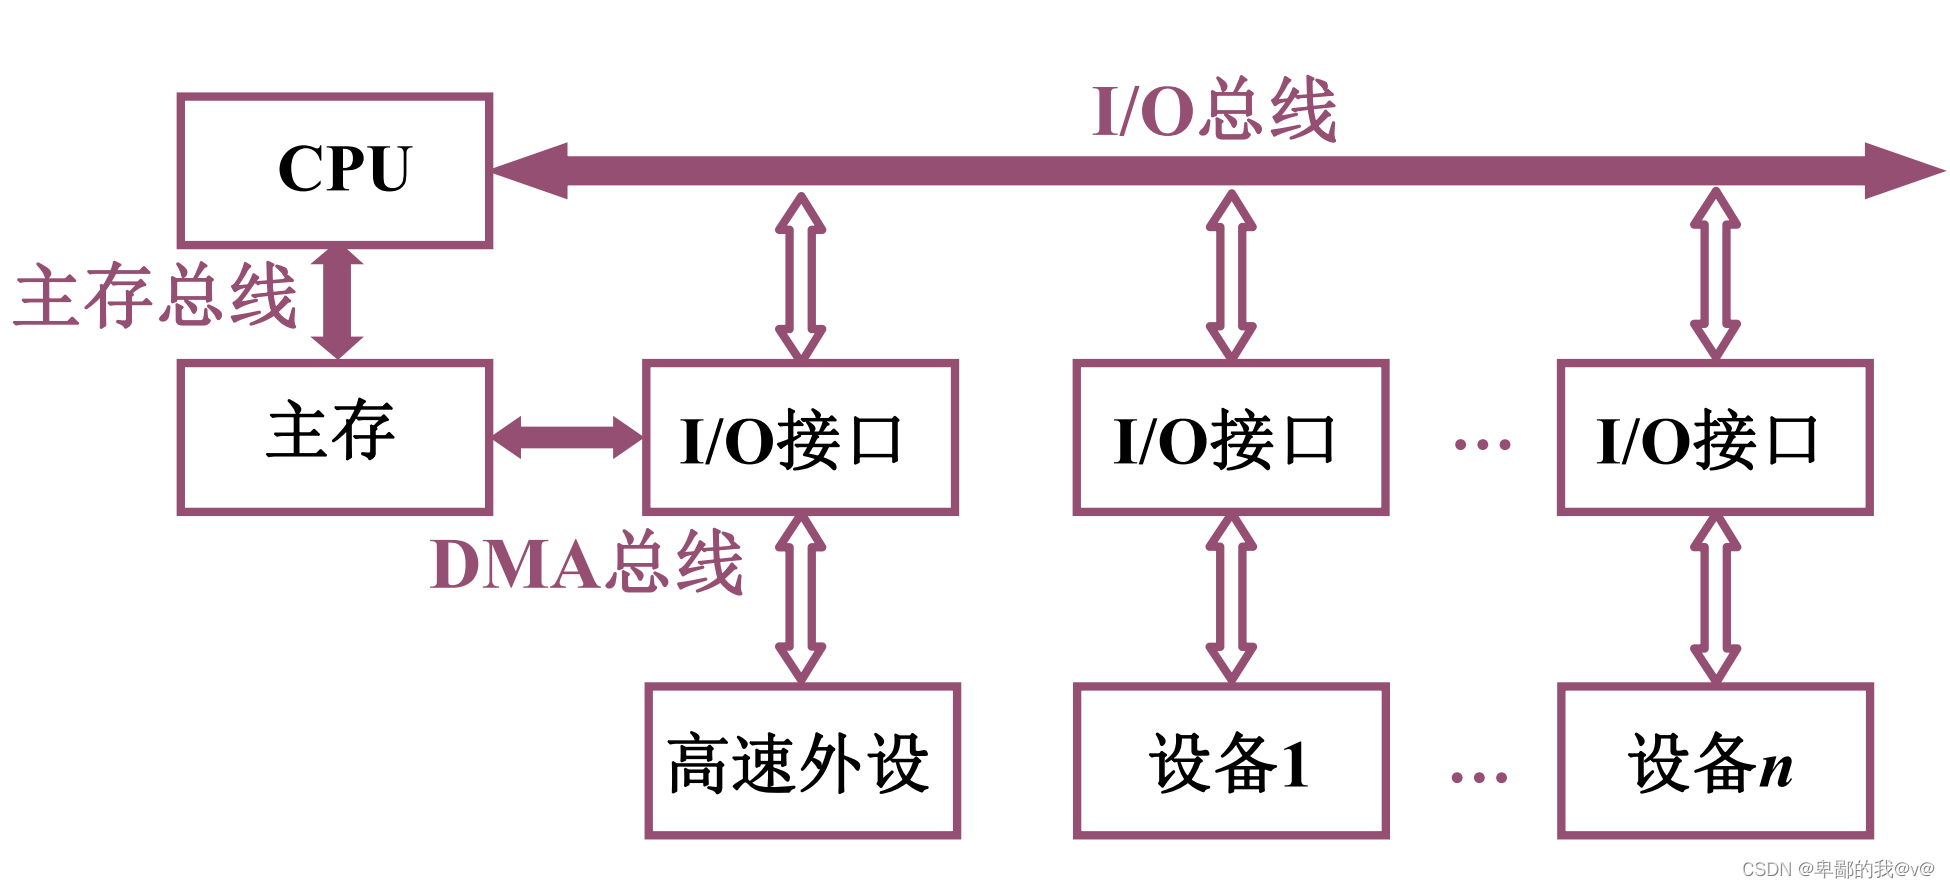 I/O总线
CPU
主存总线
主存
I/O接口
I/O接口
…
I/O接口
DMA总线
高速外设
设备1
…
设备n
CSDN @卑鄙的我@v@